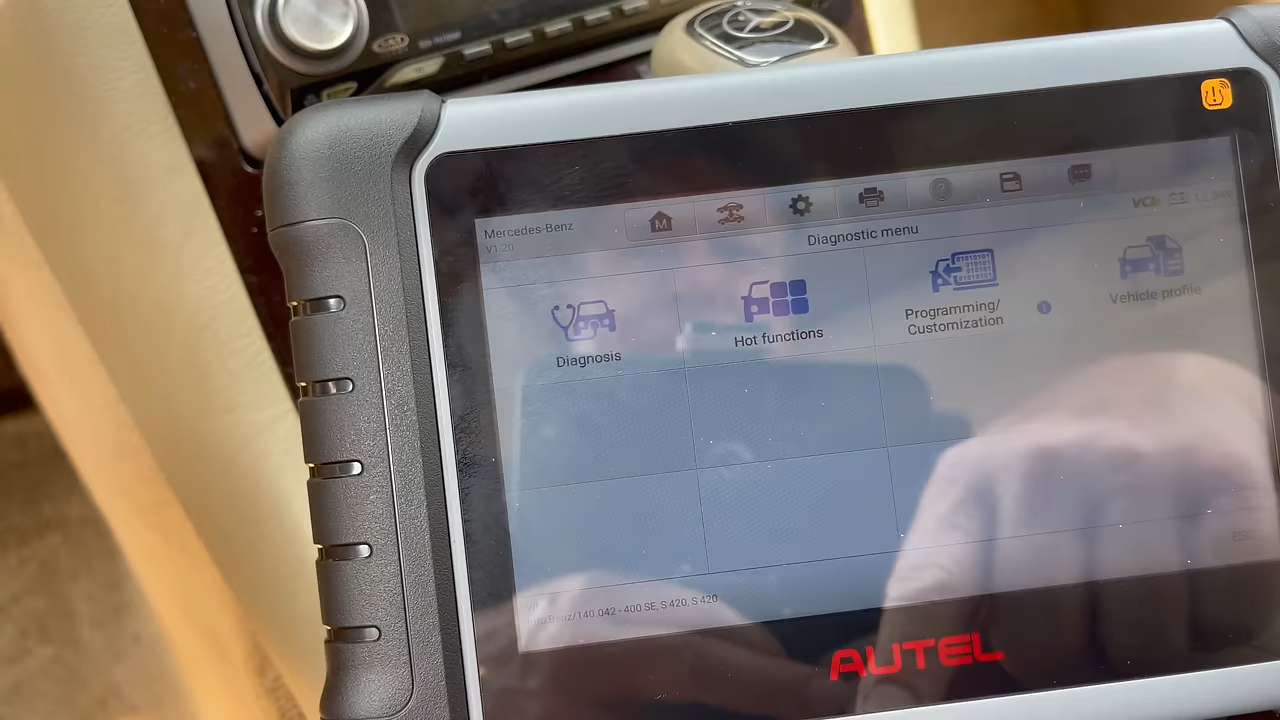 Mercedes-Benz
V1.20
M
VCI
Diagnostic menu
Diagnosis
Hot functions
Programming/
Customization
Vehicle profile
Benz/140.042 - 400 SE, S 420, S 420
AUTEL